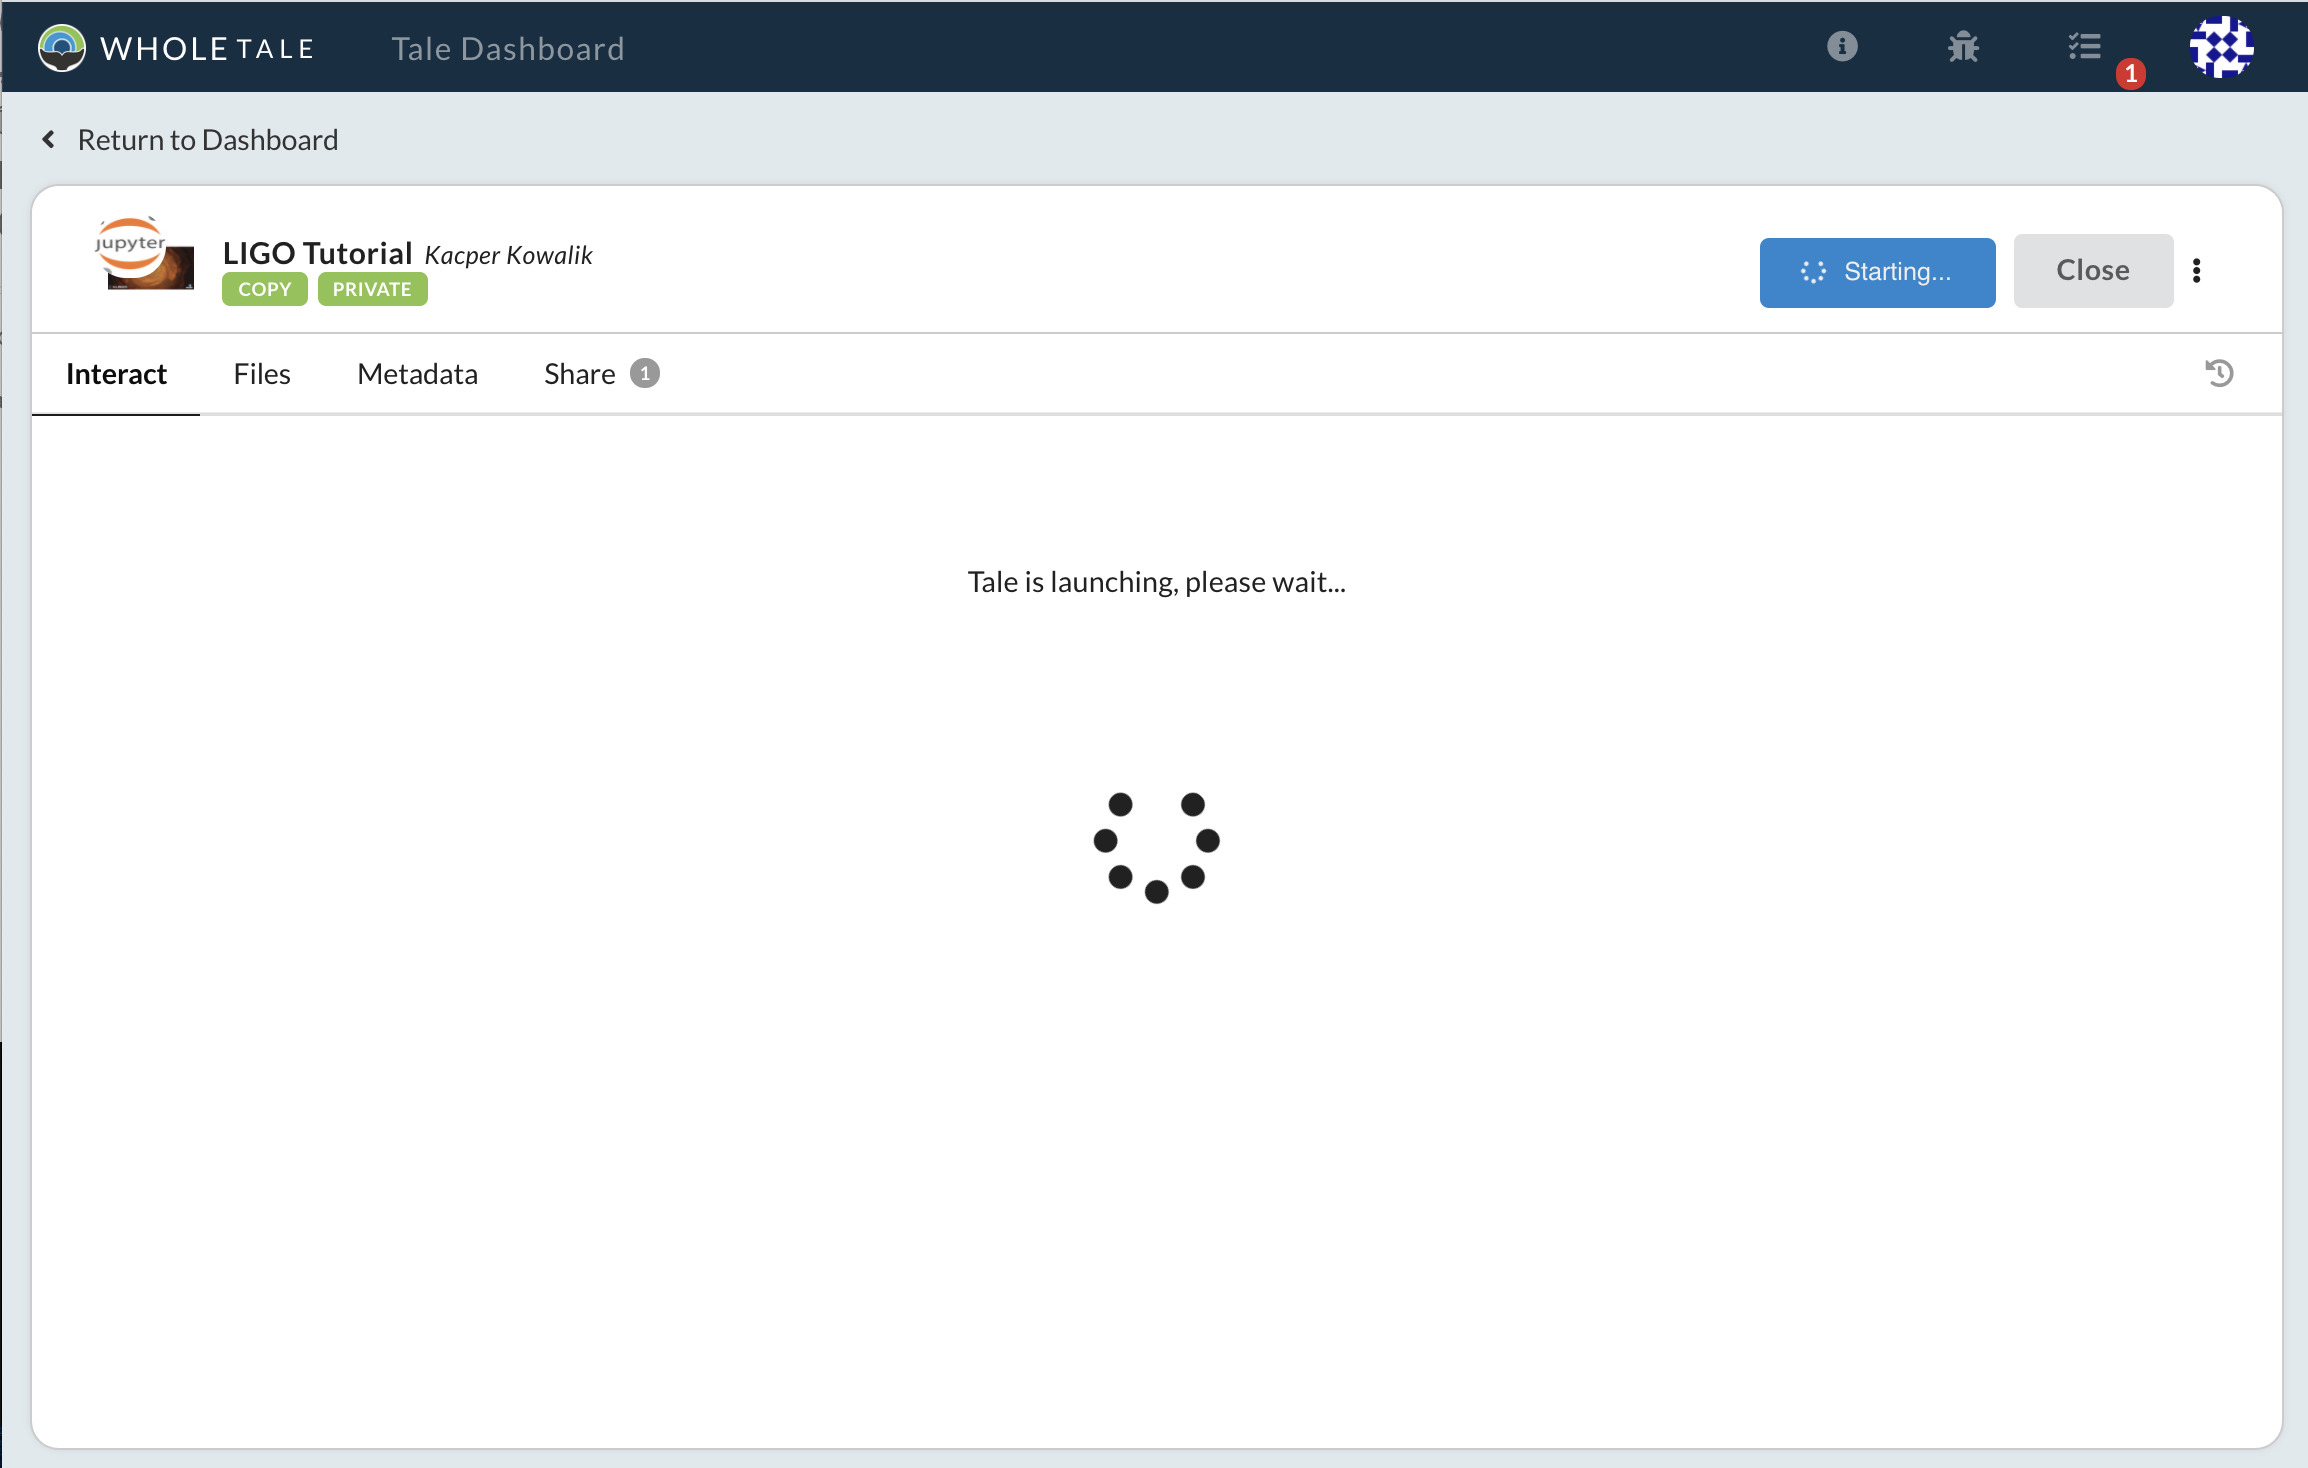 WHOLE TALE Tale Dashboard 1
Return to Dashboard
jupyter
LIGO Tutorial Kacper Kowalik
COPY PRIVATE
Starting... Close
Interact Files Metadata Share 1
Tale is launching, please wait...